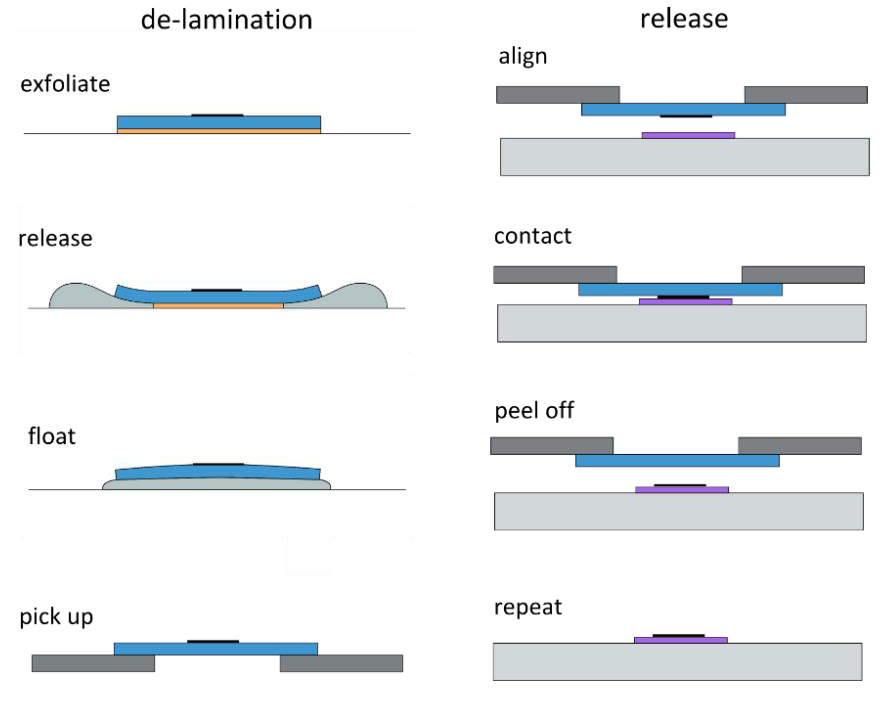 de-lamination
exfoliate
release
float
pick up
release
align
contact
peel off
repeat